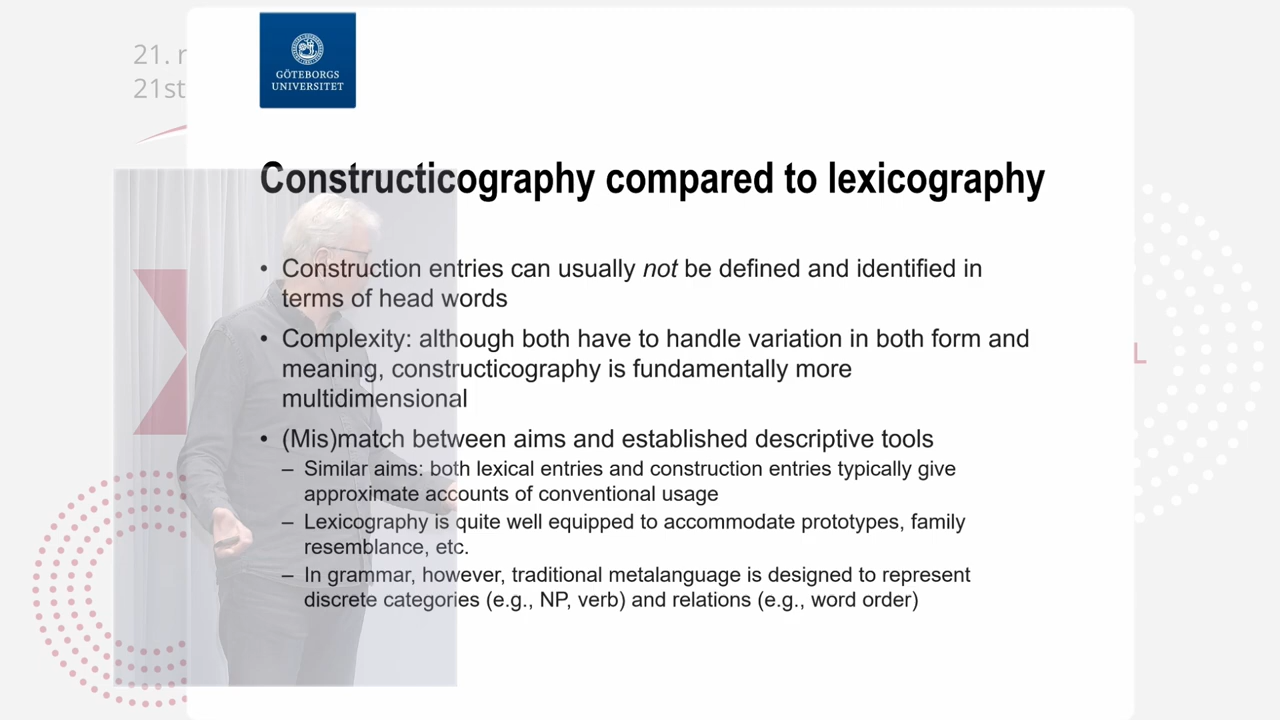 21. r
21st
GÖTEBORGS
UNIVERSITET
Constructicography compared to lexicography
• Construction entries can usually not be defined and identified in
terms of head words
• Complexity: although both have to handle variation in both form and
meaning, constructicography is fundamentally more
multidimensional
• (Mis)match between aims and established descriptive tools
– Similar aims: both lexical entries and construction entries typically give
approximate accounts of conventional usage
– Lexicography is quite well equipped to accommodate prototypes, family
resemblance, etc.
– In grammar, however, traditional metalanguage is designed to represent
discrete categories (e.g., NP, verb) and relations (e.g., word order)
L